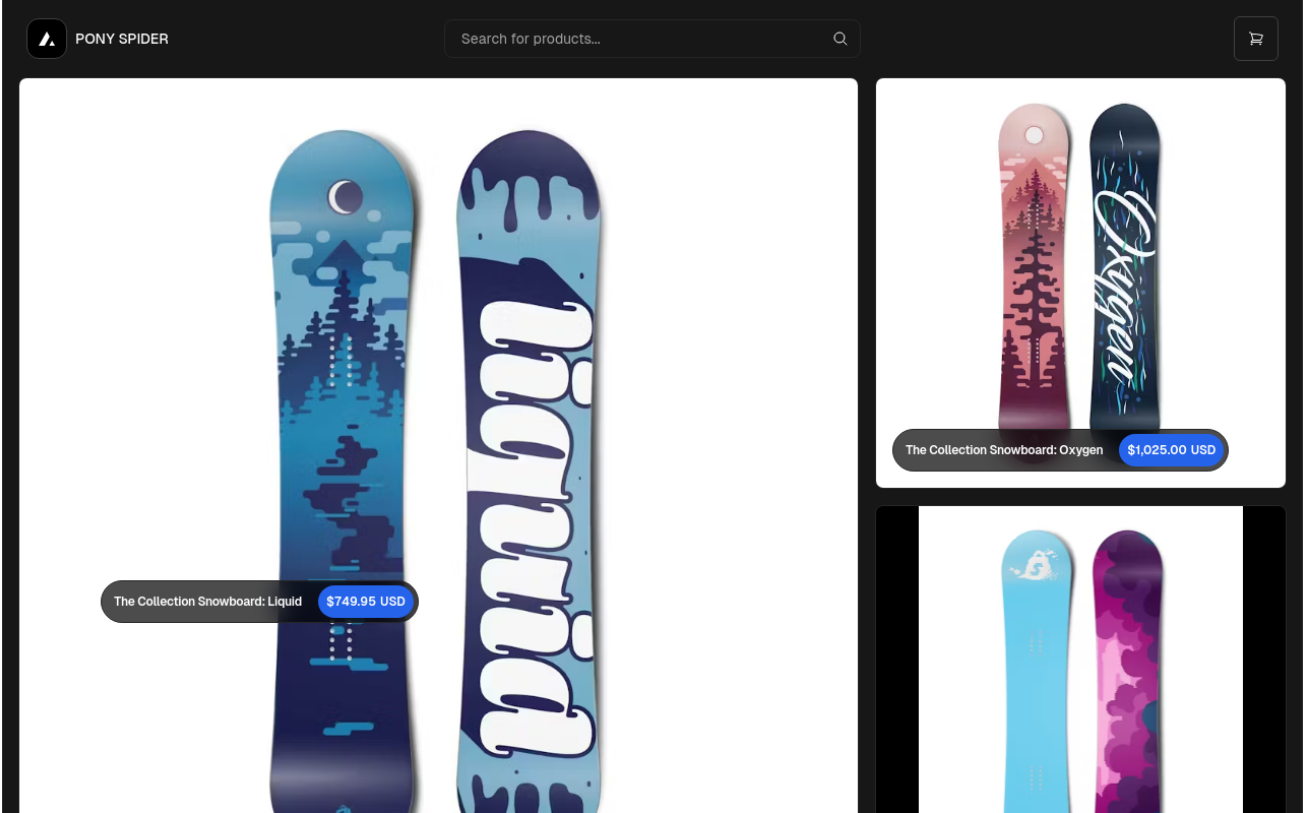 PONY SPIDER
Search for products...
liquid
The Collection Snowboard: Liquid
$749.95 USD
Oxygen
The Collection Snowboard: Oxygen
$1,025.00 USD
S